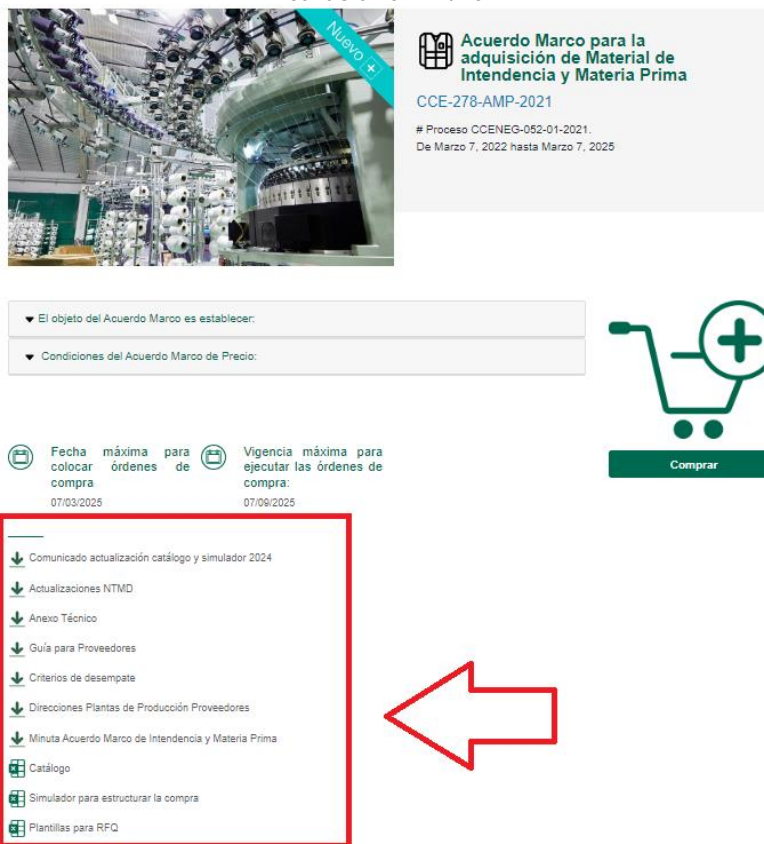 Nuevo
Acuerdo Marco para la
adquisición de Material de
Intendencia y Materia Prima
CCE-278-AMP-2021
# Proceso CCENEG-052-01-2021.
De Marzo 7, 2022 hasta Marzo 7, 2025
El objeto del Acuerdo Marco es establecer:
Condiciones del Acuerdo Marco de Precio:
Comprar
Fecha máxima para
colocar órdenes de
compra
07/03/2025
Vigencia máxima para
ejecutar las órdenes de
compra:
07/09/2025
Comunicado actualización catálogo y simulador 2024
Actualizaciones NTMD
Anexo Técnico
Guía para Proveedores
Criterios de desempate
Direcciones Plantas de Producción Proveedores
Minuta Acuerdo Marco de Intendencia y Materia Prima
Catálogo
Simulador para estructurar la compra
Plantillas para RFQ